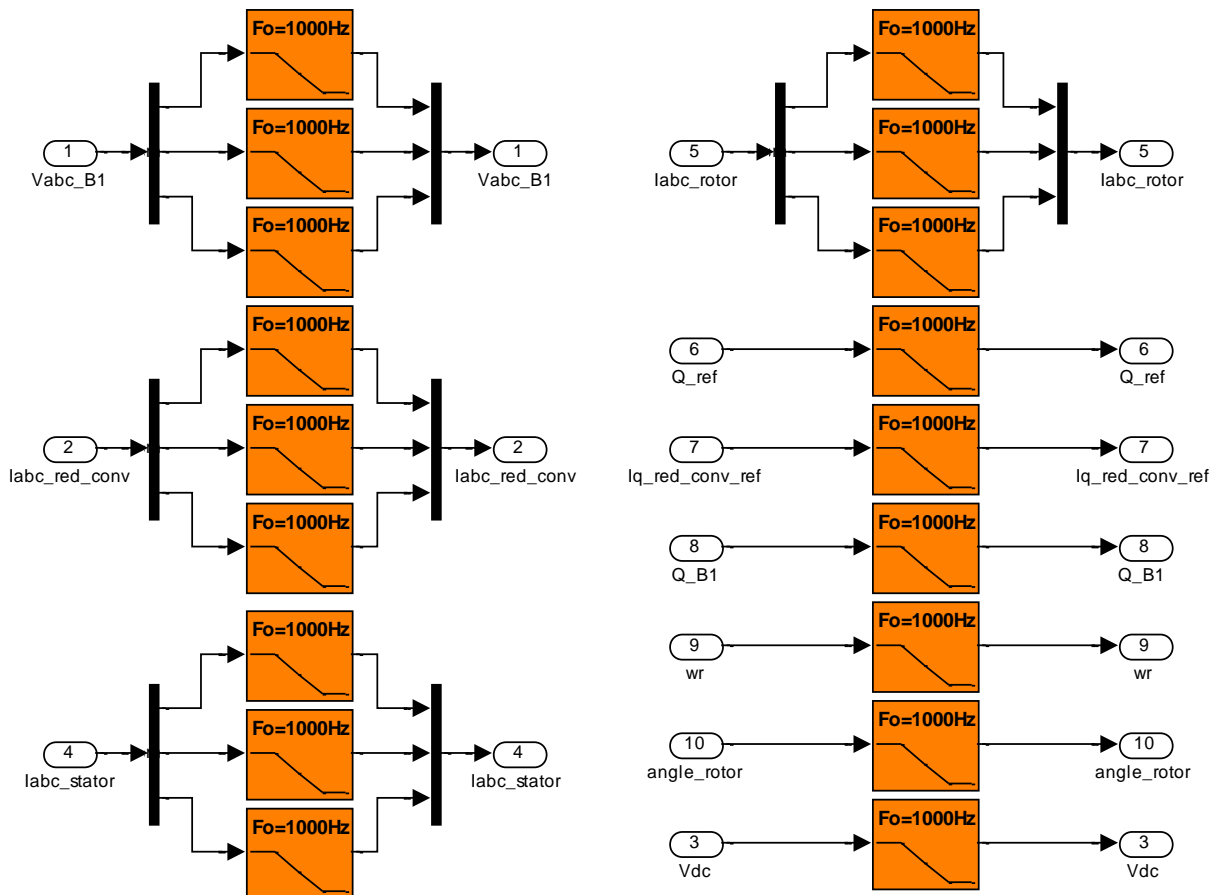 Fo=1000Hz
Fo=1000Hz
1
Vabc_B1
1
Vabc_B1
Fo=1000Hz
Fo=1000Hz
Fo=1000Hz
2
Iabc_red_conv
2
Iabc_red_conv
Fo=1000Hz
Fo=1000Hz
Fo=1000Hz
4
Iabc_stator
4
Iabc_stator
Fo=1000Hz
Fo=1000Hz
Fo=1000Hz
5
Iabc_rotor
5
Iabc_rotor
Fo=1000Hz
Fo=1000Hz
6
Q_ref
6
Q_ref
Fo=1000Hz
7
Iq_red_conv_ref
7
Iq_red_conv_ref
Fo=1000Hz
8
Q_B1
8
Q_B1
Fo=1000Hz
9
wr
9
wr
Fo=1000Hz
10
angle_rotor
10
angle_rotor
Fo=1000Hz
3
Vdc
3
Vdc